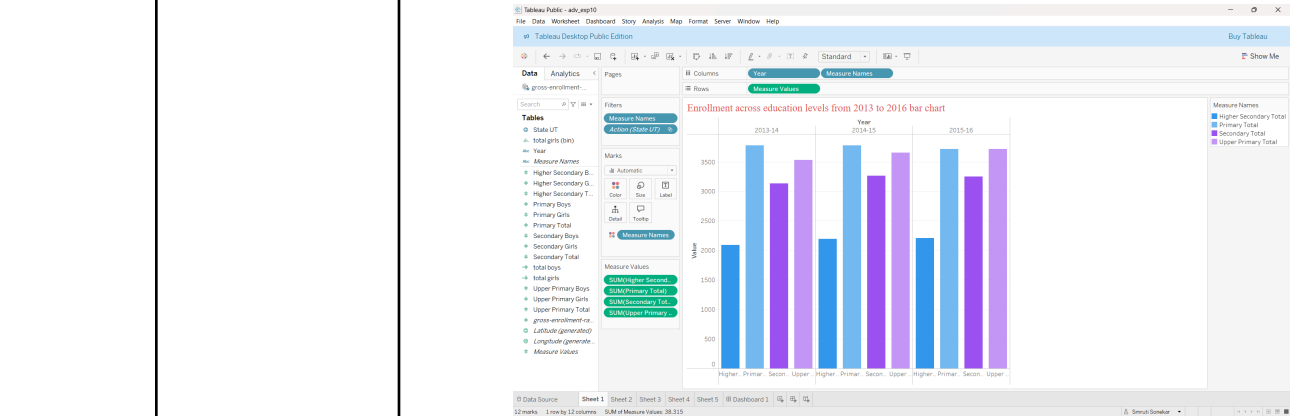 Tableau Public - adv_exp10
File Data Worksheet Dashboard Story Analysis Map Format Server Window Help
Tableau Desktop Public Edition
Buy Tableau
Standard
Show Me
Data Analytics
gross-enrollment-...
Search
Tables
State UT
total girls (bin)
Abc Year
Abc Measure Names
Higher Secondary B...
Higher Secondary G...
Higher Secondary T...
Primary Boys
Primary Girls
Primary Total
Secondary Boys
Secondary Girls
Secondary Total
total boys
total girls
Upper Primary Boys
Upper Primary Girls
Upper Primary Total
gross-enrollment-ra...
Latitude (generated)
Longitude (generate...
Measure Values
Pages
Filters
Measure Names
Action (State UT)
Marks
Automatic
Color Size Label
Detail Tooltip
Measure Names
Measure Values
SUM(Higher Second..
SUM(Primary Total)
SUM(Secondary Tot..
SUM(Upper Primary ..
Columns Year Measure Names
Rows Measure Values
Enrollment across education levels from 2013 to 2016 bar chart
Year
2013-14 2014-15 2015-16
Value
3500
3000
2500
2000
1500
1000
500
0
Higher.. Primar.. Secon.. Upper.. Higher.. Primar.. Secon.. Upper.. Higher.. Primar.. Secon.. Upper..
Measure Names
Higher Secondary Total
Primary Total
Secondary Total
Upper Primary Total
Data Source Sheet 1 Sheet 2 Sheet 3 Sheet 4 Sheet 5 Dashboard 1
12 marks 1 row by 12 columns SUM of Measure Values: 38,315
Smruti Sonekar